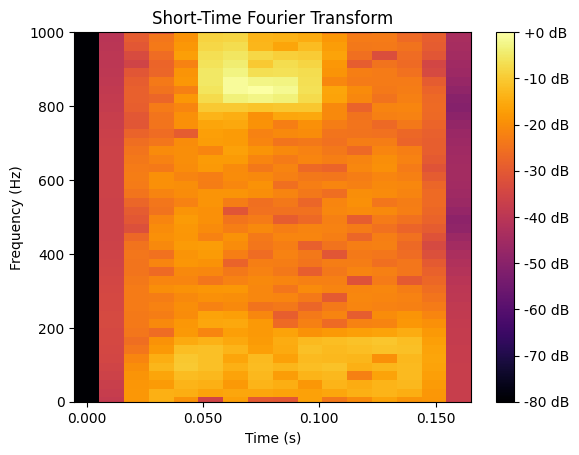 Short-Time Fourier Transform
1000
800
600
400
200
0
Frequency (Hz)
0.000
0.050
0.100
0.150
Time (s)
+0 dB
-10 dB
-20 dB
-30 dB
-40 dB
-50 dB
-60 dB
-70 dB
-80 dB